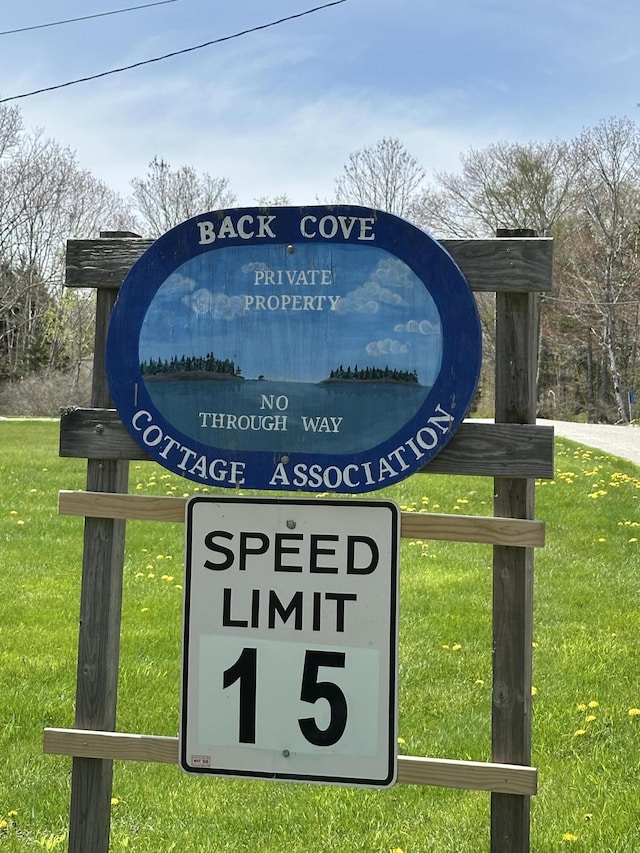 BACK COVE
PRIVATE
PROPERTY
NO
THROUGH WAY
COTTAGE ASSOCIATION
SPEED
LIMIT
15